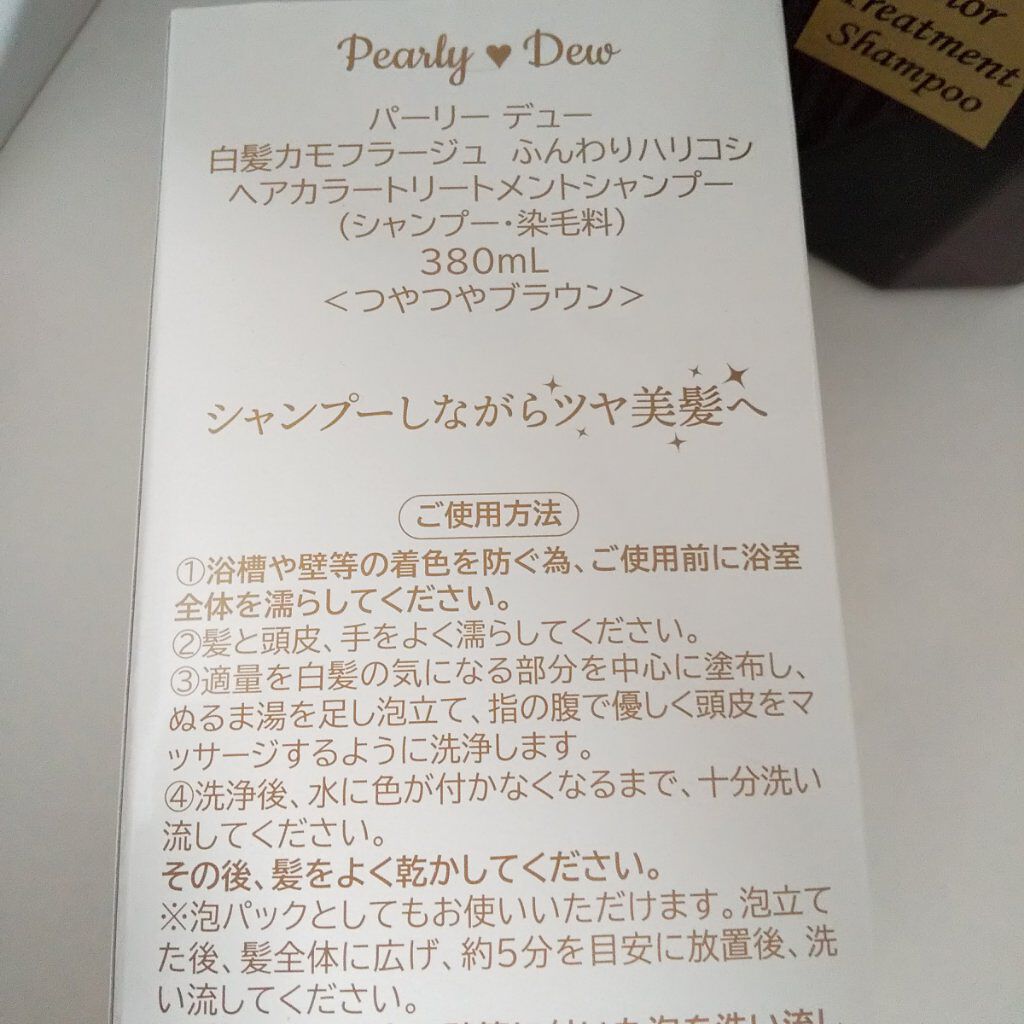 Pearly ♥ Dew
パーリー デュー
白髪カモフラージュ ふんわりハリコシ
ヘアカラートリートメントシャンプー
(シャンプー・染毛料)
380mL
<つやつやブラウン>
シャンプーしながらツヤ美髪へ
ご使用方法
①浴槽や壁等の着色を防ぐ為、ご使用前に浴室
全体を濡らしてください。
②髪と頭皮、手をよく濡らしてください。
③適量を白髪の気になる部分を中心に塗布し、
ぬるま湯を足し泡立て、指の腹で優しく頭皮をマ
ッサージするように洗浄します。
④洗浄後、水に色が付かなくなるまで、十分洗い
流してください。
その後、髪をよく乾かしてください。
※泡パックとしてもお使いいただけます。泡立て
た後、髪全体に広げ、約5分を目安に放置後、洗
い流してください。
Treatment
Shampoo